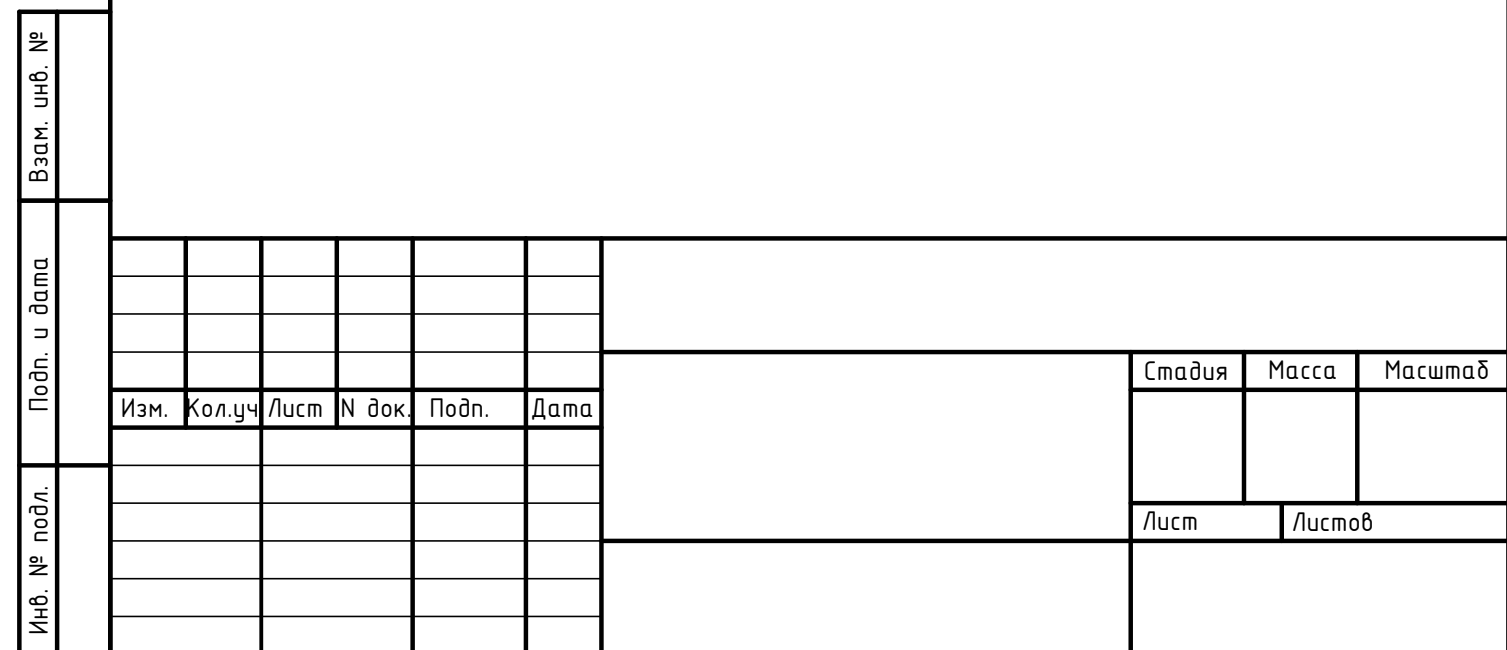 Взам. инв. №
Подп. и дата
Инв. № подл.
Стадия Масса Масштаб
Изм. Кол.уч Лист N док. Подп. Дата
Лист Листов